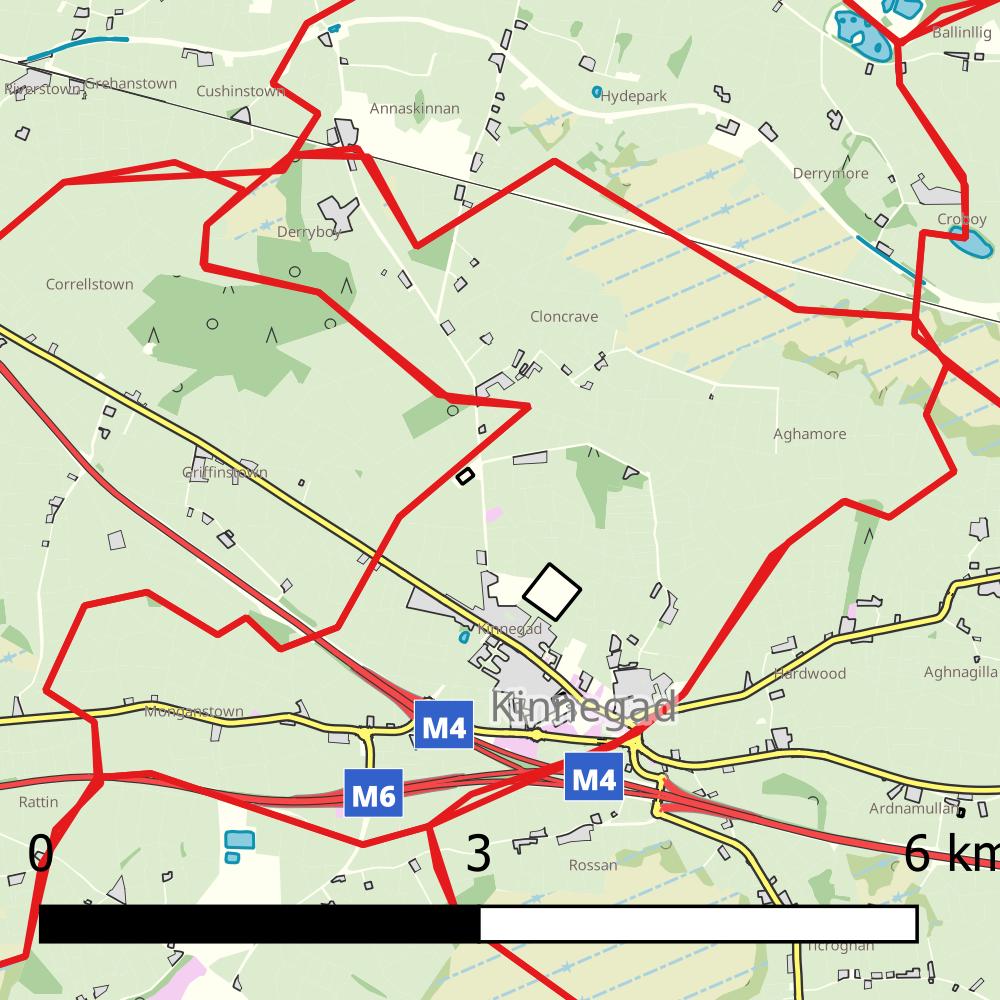 Ballinllig
Riverstown
Grehanstown
Cushinstown
Annaskinnan
Hydepark
Derrymore
Croboy
Derryboy
Correllstown
Cloncrave
Aghamore
Griffinstown
Kinnegad
Hardwood
Aghnagilla
Monganstown
Kinnegad
M4
M4
M6
Rattin
Ardnamullan
0
3
6 km
Rossan
Ticroghan